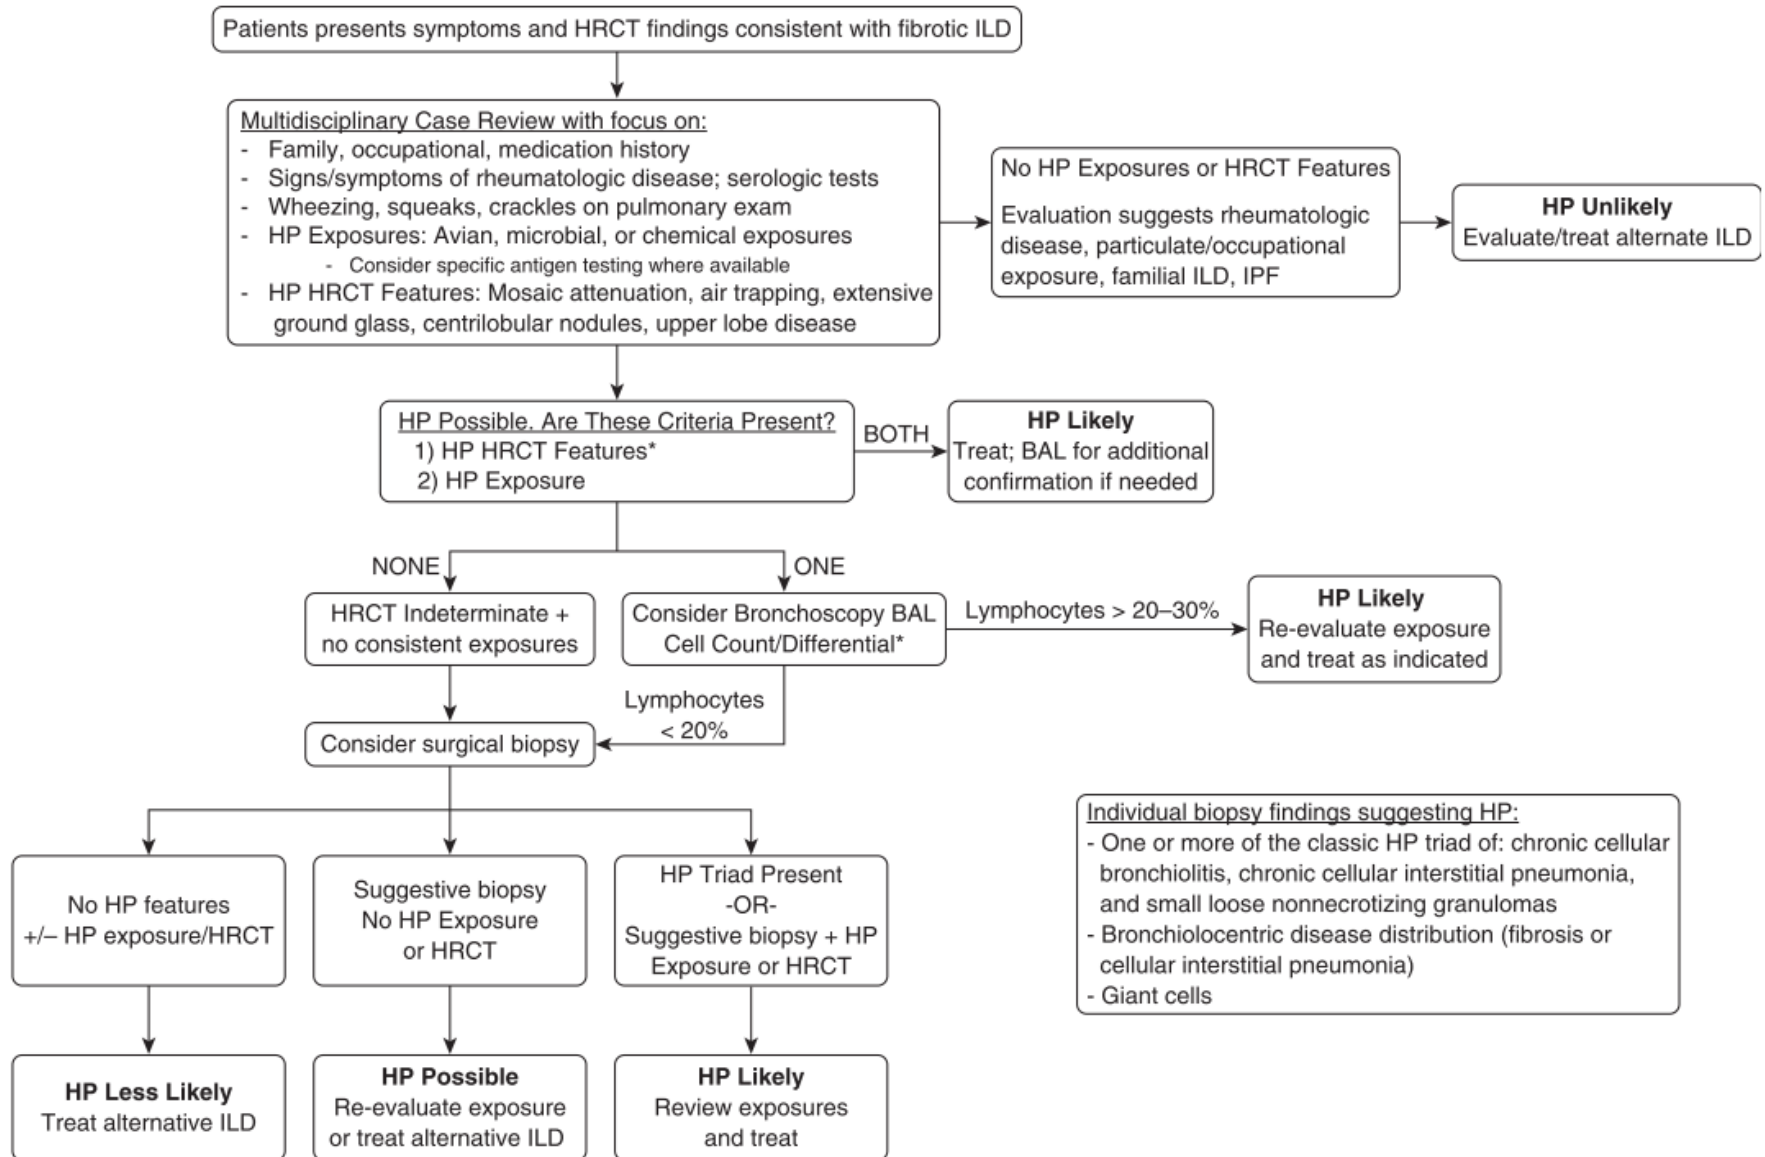 Patients presents symptoms and HRCT findings consistent with fibrotic ILD
Multidisciplinary Case Review with focus on:
- Family, occupational, medication history
- Signs/symptoms of rheumatologic disease; serologic tests
- Wheezing, squeaks, crackles on pulmonary exam
- HP Exposures: Avian, microbial, or chemical exposures
- Consider specific antigen testing where available
- HP HRCT Features: Mosaic attenuation, air trapping, extensive
ground glass, centrilobular nodules, upper lobe disease
No HP Exposures or HRCT Features
Evaluation suggests rheumatologic
disease, particulate/occupational
exposure, familial ILD, IPF
HP Unlikely
Evaluate/treat alternate ILD
HP Possible. Are These Criteria Present?
1) HP HRCT Features*
2) HP Exposure
BOTH
HP Likely
Treat; BAL for additional
confirmation if needed
NONE
ONE
HRCT Indeterminate +
no consistent exposures
Consider Bronchoscopy BAL
Cell Count/Differential*
Lymphocytes > 20–30%
HP Likely
Re-evaluate exposure
and treat as indicated
Lymphocytes
< 20%
Consider surgical biopsy
No HP features
+/– HP exposure/HRCT
Suggestive biopsy
No HP Exposure
or HRCT
HP Triad Present
-OR-
Suggestive biopsy + HP
Exposure or HRCT
Individual biopsy findings suggesting HP:
- One or more of the classic HP triad of: chronic cellular
bronchiolitis, chronic cellular interstitial pneumonia,
and small loose nonnecrotizing granulomas
- Bronchiolocentric disease distribution (fibrosis or
cellular interstitial pneumonia)
- Giant cells
HP Less Likely
Treat alternative ILD
HP Possible
Re-evaluate exposure
or treat alternative ILD
HP Likely
Review exposures
and treat